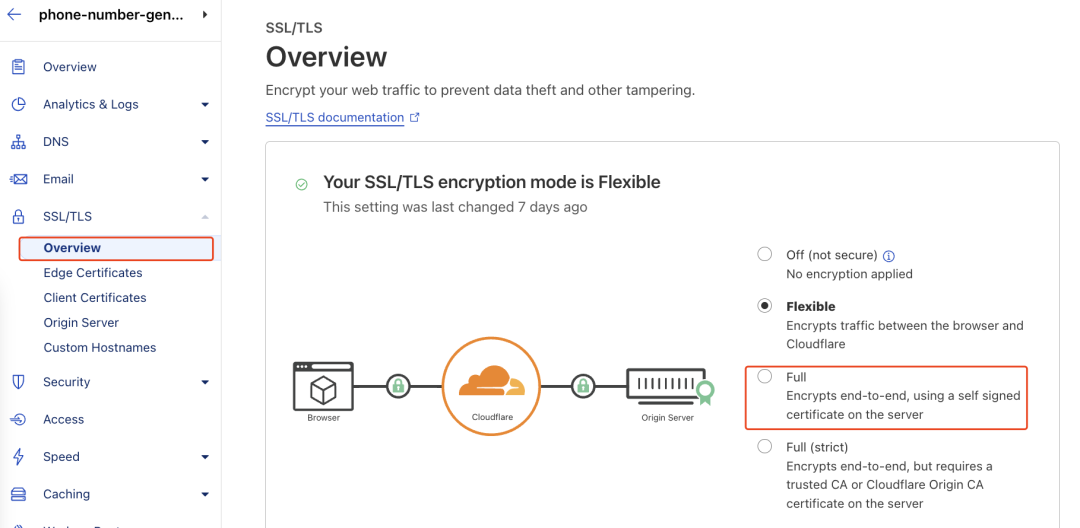 phone-number-gen...
Overview
Analytics & Logs
DNS
Email
SSL/TLS
Overview
Edge Certificates
Client Certificates
Origin Server
Custom Hostnames
Security
Access
Speed
Caching
SSL/TLS
Overview
Encrypt your web traffic to prevent data theft and other tampering.
SSL/TLS documentation
Your SSL/TLS encryption mode is Flexible
This setting was last changed 7 days ago
Browser
Cloudflare
Origin Server
Off (not secure)
No encryption applied
Flexible
Encrypts traffic between the browser and
Cloudflare
Full
Encrypts end-to-end, using a self signed
certificate on the server
Full (strict)
Encrypts end-to-end, but requires a
trusted CA or Cloudflare Origin CA
certificate on the server